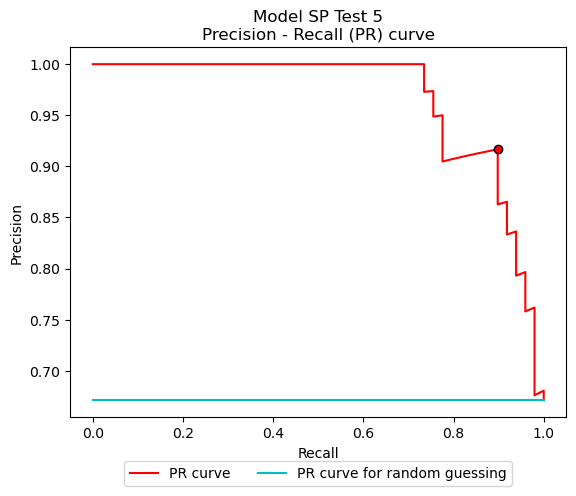 Model SP Test 5
Precision - Recall (PR) curve
1.00
0.95
0.90
0.85
0.80
0.75
0.70
Precision
0.0 0.2 0.4 0.6 0.8 1.0
Recall
PR curve PR curve for random guessing